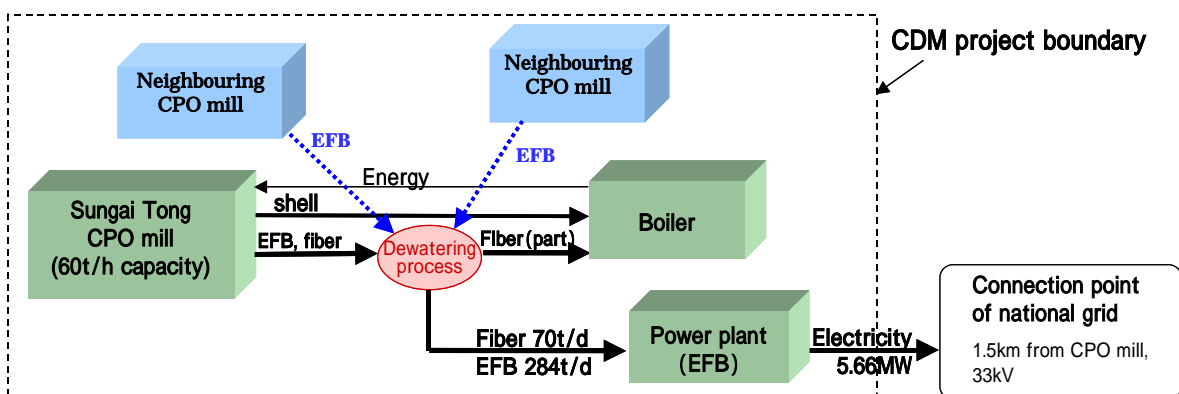 CDM project boundary
Neighbouring
CPO mill
Neighbouring
CPO mill
EFB
EFB
Energy
shell
Sungai Tong
CPO mill
(60t/h capacity)
EFB, fiber
Dewatering
process
Fiber (part)
Boiler
Fiber 70t/d
EFB 284t/d
Power plant
(EFB)
Electricity
5.66MW
Connection point
of national grid
1.5km from CPO mill,
33kV